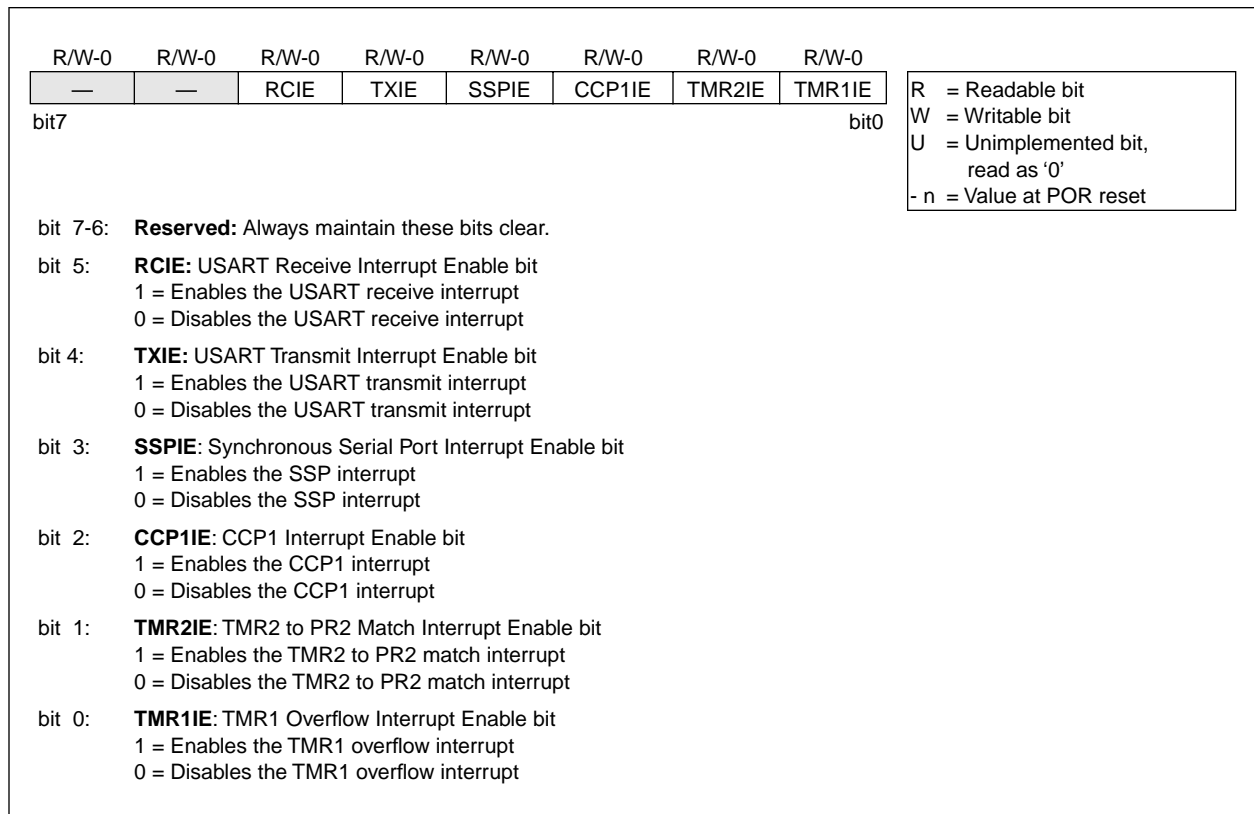 R/W-0 R/W-0 R/W-0 R/W-0 R/W-0 R/W-0 R/W-0 R/W-0
— — RCIE TXIE SSPIE CCP1IE TMR2IE TMR1IE
bit7 bit0
R = Readable bit
W = Writable bit
U = Unimplemented bit,
read as ‘0’
- n = Value at POR reset
bit 7-6: Reserved: Always maintain these bits clear.
bit 5: RCIE: USART Receive Interrupt Enable bit
1 = Enables the USART receive interrupt
0 = Disables the USART receive interrupt
bit 4: TXIE: USART Transmit Interrupt Enable bit
1 = Enables the USART transmit interrupt
0 = Disables the USART transmit interrupt
bit 3: SSPIE: Synchronous Serial Port Interrupt Enable bit
1 = Enables the SSP interrupt
0 = Disables the SSP interrupt
bit 2: CCP1IE: CCP1 Interrupt Enable bit
1 = Enables the CCP1 interrupt
0 = Disables the CCP1 interrupt
bit 1: TMR2IE: TMR2 to PR2 Match Interrupt Enable bit
1 = Enables the TMR2 to PR2 match interrupt
0 = Disables the TMR2 to PR2 match interrupt
bit 0: TMR1IE: TMR1 Overflow Interrupt Enable bit
1 = Enables the TMR1 overflow interrupt
0 = Disables the TMR1 overflow interrupt